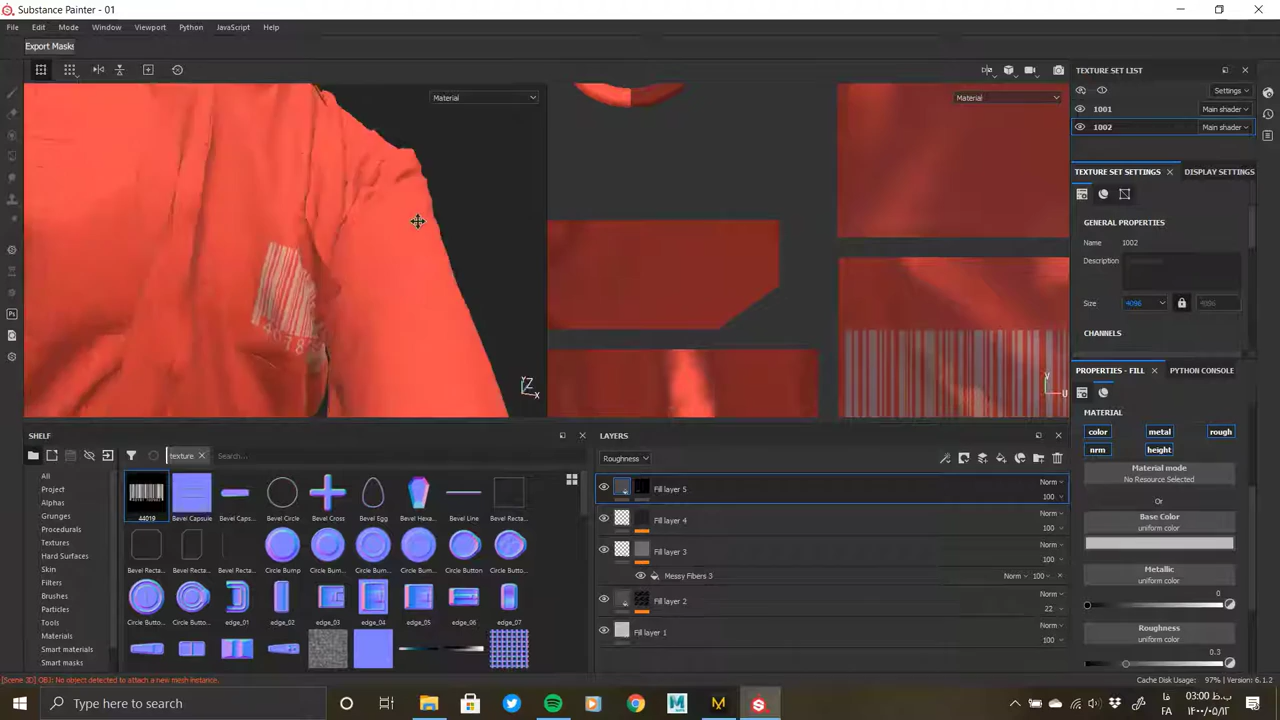 Substance Painter - 01
File Edit Mode Window Viewport Python JavaScript Help
Export Masks
Material
Material
TEXTURE SET LIST
Settings
1001 Main shader
1002 Main shader
TEXTURE SET SETTINGS DISPLAY SETTINGS
GENERAL PROPERTIES
Name 1002
Description
Size 4096 4096
CHANNELS
PROPERTIES - FILL PYTHON CONSOLE
MATERIAL
color metal rough
nrm height
Material mode
No Resource Selected
Or
Base Color
uniform color
Metallic
uniform color
0
Roughness
uniform color
0.3
SHELF
texture Search...
All
Project
Alphas
Grunges
Procedurals
Textures
Hard Surfaces
Skin
Filters
Brushes
Particles
Tools
Materials
Smart materials
Smart masks
44019 Bevel Capsule Bevel Caps... Bevel Circle Bevel Cross Bevel Egg Bevel Hexa... Bevel Line Bevel Recta...
Bevel Recta... Bevel Recta... Circle Bump Circle Bum... Circle Bum... Circle Button Circle Butto...
Circle Butto... Circle Butto... edge_01 edge_02 edge_03 edge_04 edge_05 edge_06 edge_07
LAYERS
Roughness
Fill layer 5 Norm 100
Fill layer 4 Norm 100
Fill layer 3 Norm 100
Messy Fibers 3 Norm 100
Fill layer 2 Norm 22
Fill layer 1 Norm 100
[Scene 3D] OBJ: No object detected to attach a new mesh instance.
Cache Disk Usage: 97% | Version: 6.1.2
Type here to search
FA
03:00 ب.ظ
۱۴۰۰/۰۵/۱۲